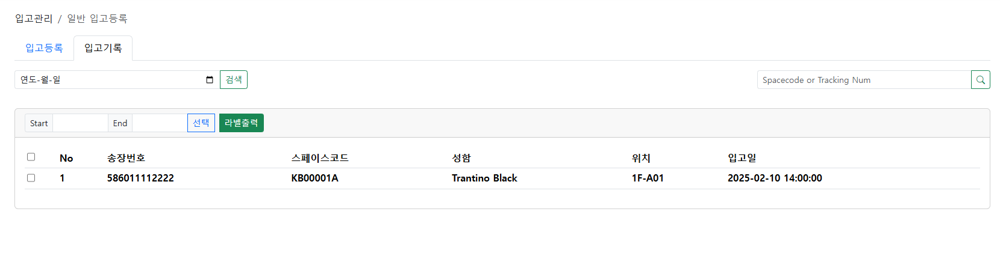 입고관리 / 일반 입고등록
입고등록 입고기록
연도-월-일 검색 Spacecode or Tracking Num
Start End 선택 라벨출력
No 송장번호 스페이스코드 성함 위치 입고일
1 586011112222 KB00001A Trantino Black 1F-A01 2025-02-10 14:00:00